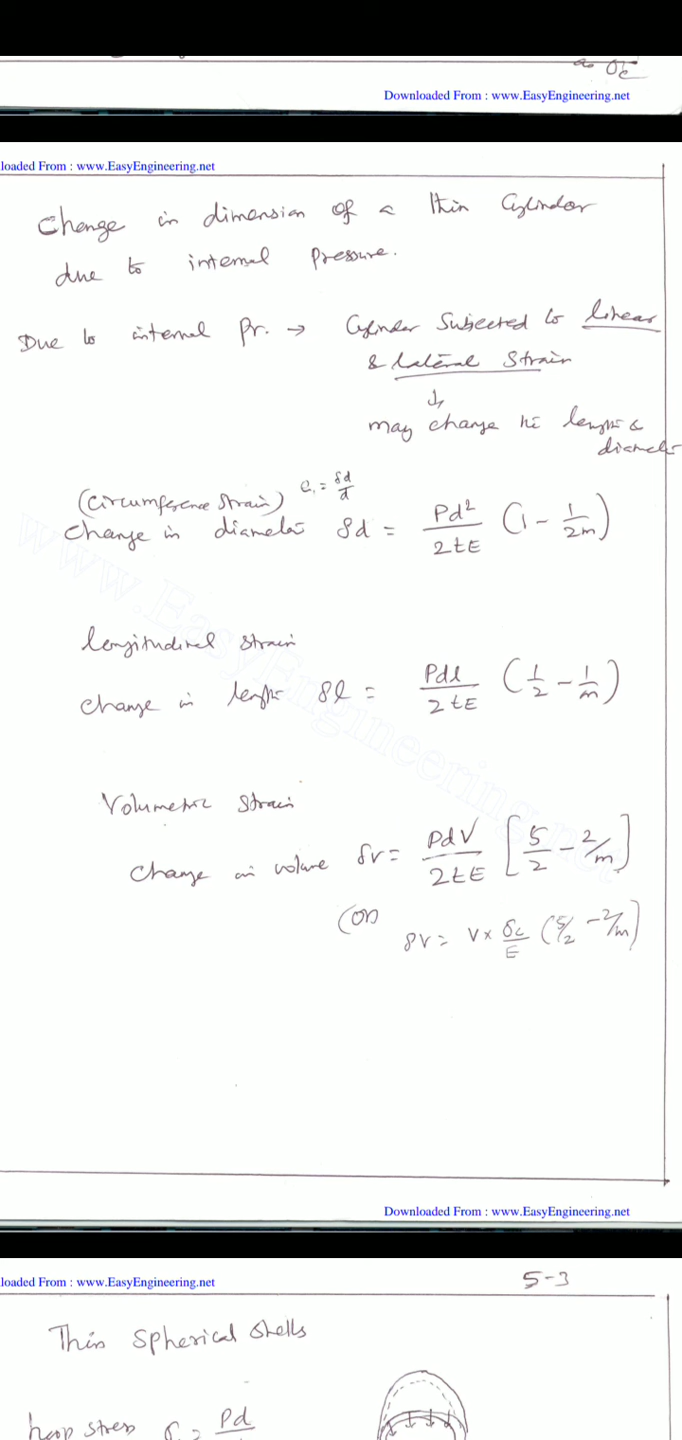 Downloaded From : www.EasyEngineering.net
loaded From : www.EasyEngineering.net
Change in dimension of a thin Cylinder
due to internal pressure.
Due to internal Pr. → Cylinder Subjected to linear
& lateral Strain
↓
may change the length &
diameter
(circumference strain) e₁ = δd/d
Change in diameter δd = Pd²/2tE (1 - 1/2m)
longitudinal strain
change in length δl = Pdl/2tE (1/2 - 1/m)
Volumetric strain
Change in volume δv = PdV/2tE [5/2 - 2/m]
(or)
δv = V × σc/E (5/2 - 2/m)
www.EasyEngineering.net
Downloaded From : www.EasyEngineering.net
loaded From : www.EasyEngineering.net
5-3
Thin Spherical shells
hoop stress Pd